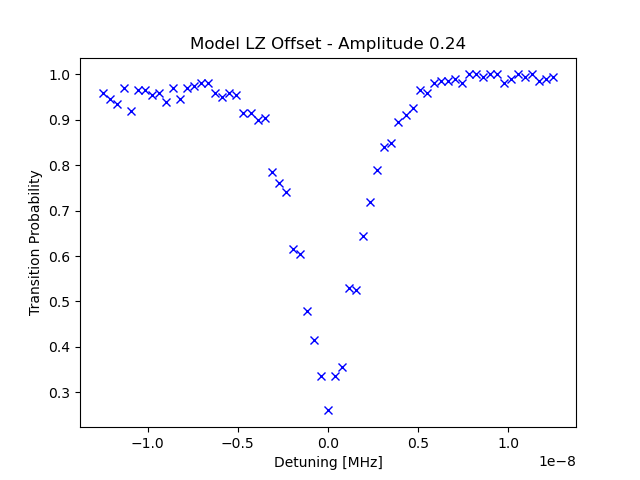 Model LZ Offset - Amplitude 0.24
1.0
0.9
0.8
0.7
0.6
0.5
0.4
0.3
Transition Probability
−1.0 −0.5 0.0 0.5 1.0
1e−8
Detuning [MHz]